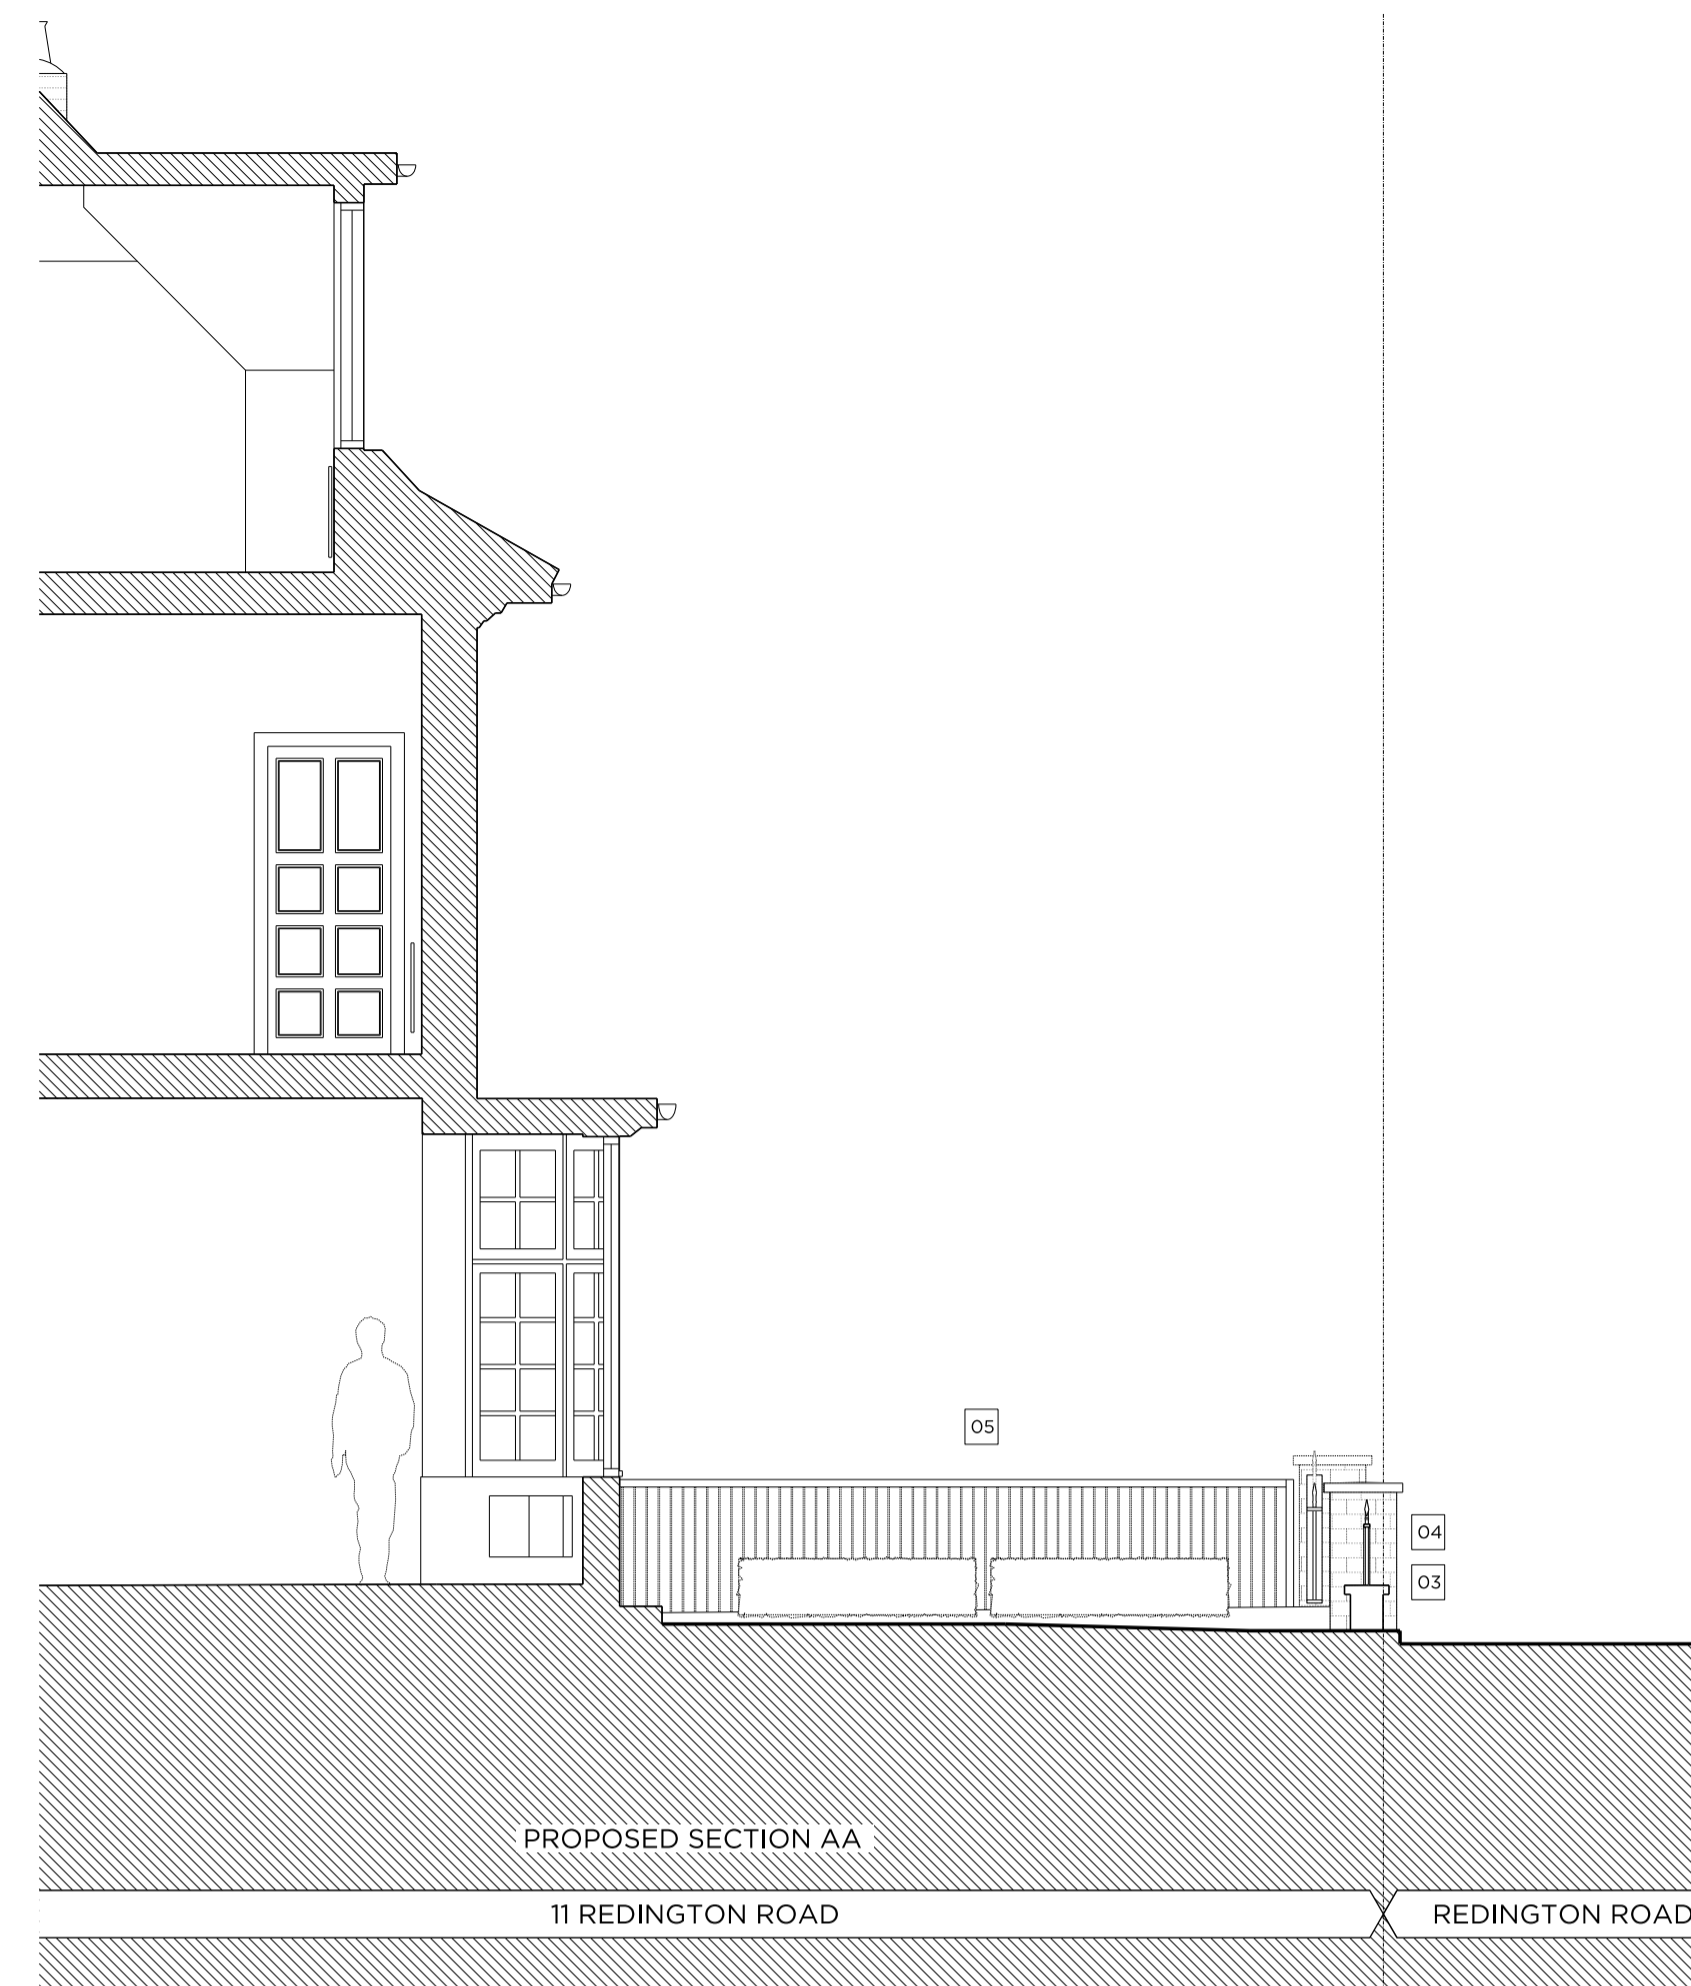 05
04
03
PROPOSED SECTION AA
11 REDINGTON ROAD
REDINGTON ROAD